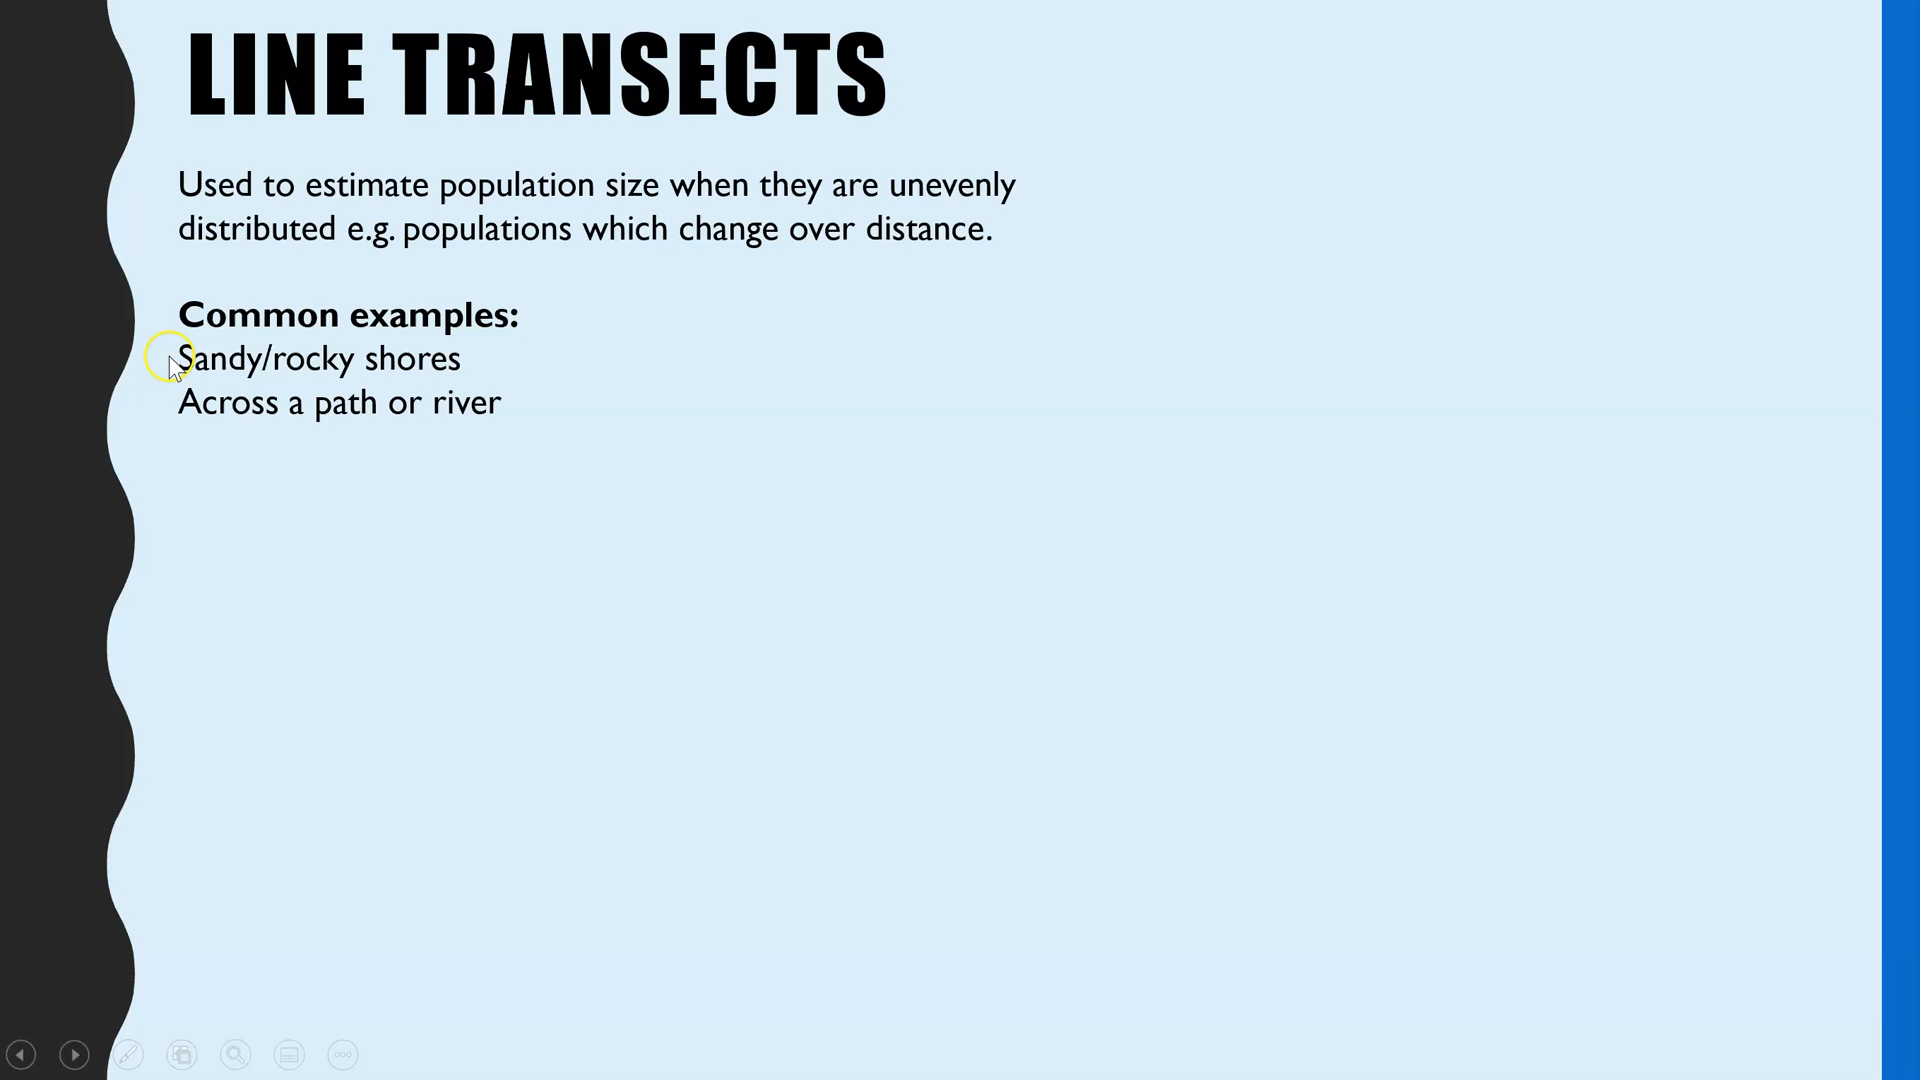 LINE TRANSECTS
Used to estimate population size when they are unevenly
distributed e.g. populations which change over distance.
Common examples:
Sandy/rocky shores
Across a path or river